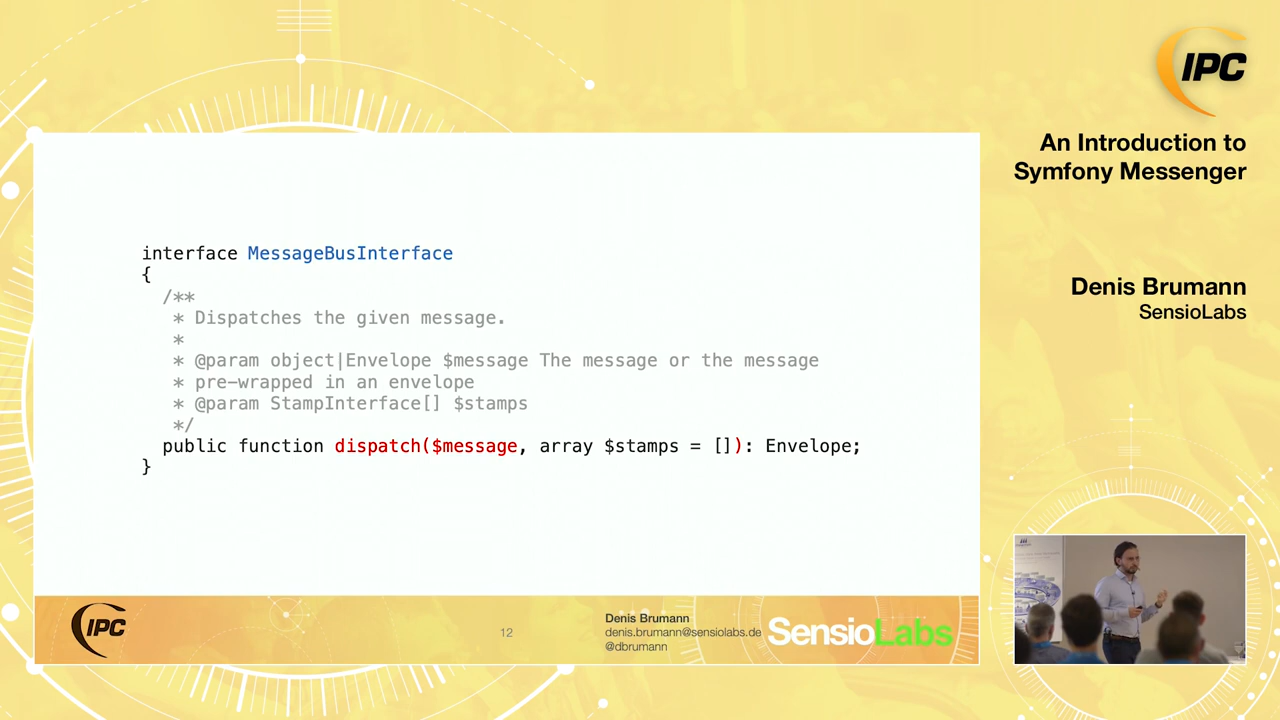 IPC
An Introduction to
Symfony Messenger
Denis Brumann
SensioLabs
interface MessageBusInterface
{
/**
* Dispatches the given message.
*
* @param object|Envelope $message The message or the message
* pre-wrapped in an envelope
* @param StampInterface[] $stamps
*/
public function dispatch($message, array $stamps = []): Envelope;
}
IPC
12
Denis Brumann
denis.brumann@sensiolabs.de
@dbrumann
SensioLabs